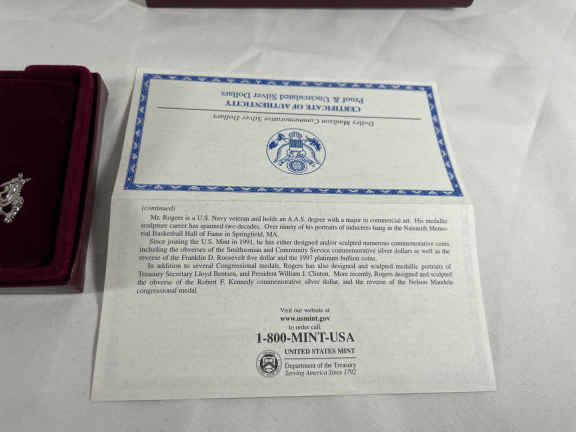 Proof & Uncirculated Silver Dollars
CERTIFICATE OF AUTHENTICITY
Dolley Madison Commemorative Silver Dollars
(continued)
Mr. Rogers is a U.S. Navy veteran and holds an A.A.S. degree with a major in commercial art. His medallic
sculpture career has spanned two decades. Over ninety of his portraits of inductees hang in the Naismith Memo-
rial Basketball Hall of Fame in Springfield, MA.
Since joining the U.S. Mint in 1991, he has either designed and/or sculpted numerous commemorative coins
including the obverses of the Smithsonian and Community Service commemorative silver dollars as well as the
reverse of the Franklin D. Roosevelt five dollar and the 1997 platinum bullion coins.
In addition to several Congressional medals, Rogers has also designed and sculpted medallic portraits of
Treasury Secretary Lloyd Bentsen, and President William J. Clinton. More recently, Rogers designed and sculpted
the obverse of the Robert F. Kennedy commemorative silver dollar, and the reverse of the Nelson Mandela
congressional medal.
Visit our website at
www.usmint.gov
to order call:
1-800-MINT-USA
UNITED STATES MINT
Department of the Treasury
Serving America Since 1792